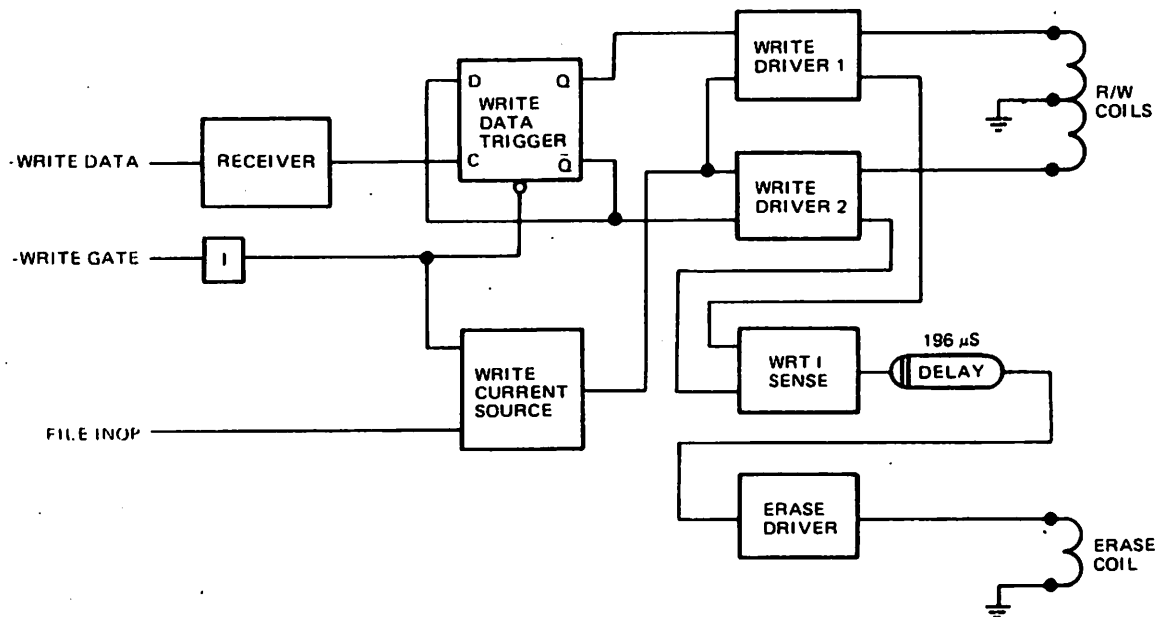 -WRITE DATA
RECEIVER
D
Q
WRITE
DATA
TRIGGER
C
Q̄
WRITE
DRIVER 1
R/W
COILS
WRITE
DRIVER 2
-WRITE GATE
I
WRITE
CURRENT
SOURCE
FILE INOP
WRT I
SENSE
196 µS
DELAY
ERASE
DRIVER
ERASE
COIL